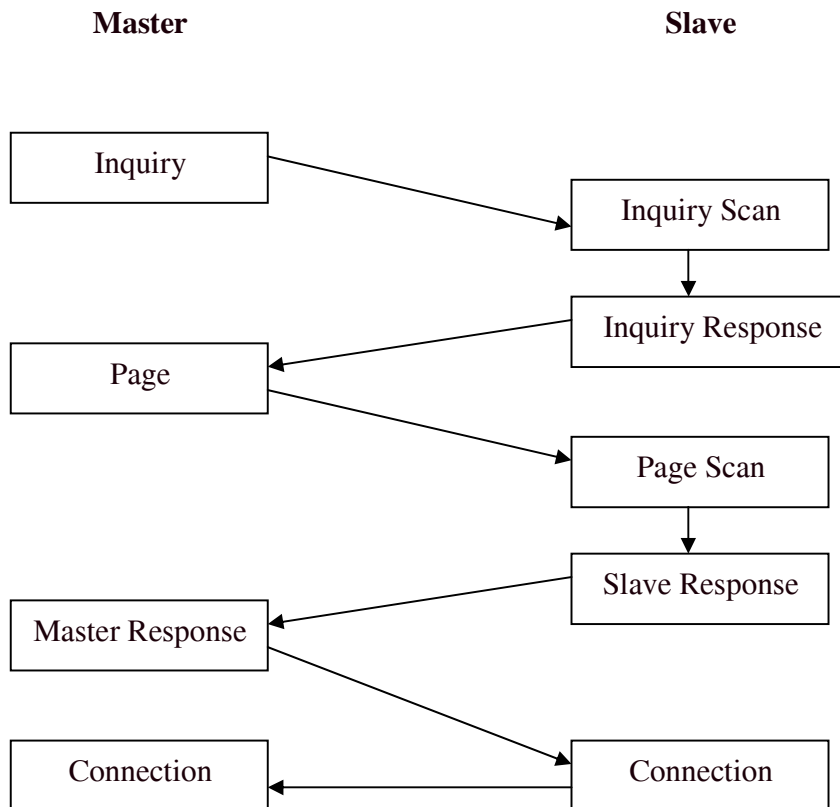 Master
Slave
Inquiry
Inquiry Scan
Inquiry Response
Page
Page Scan
Slave Response
Master Response
Connection
Connection